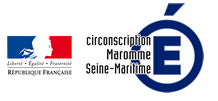 Liberté • Égalité • Fraternité
RÉPUBLIQUE FRANÇAISE
circonscription
Maromme
Seine-Maritime
É